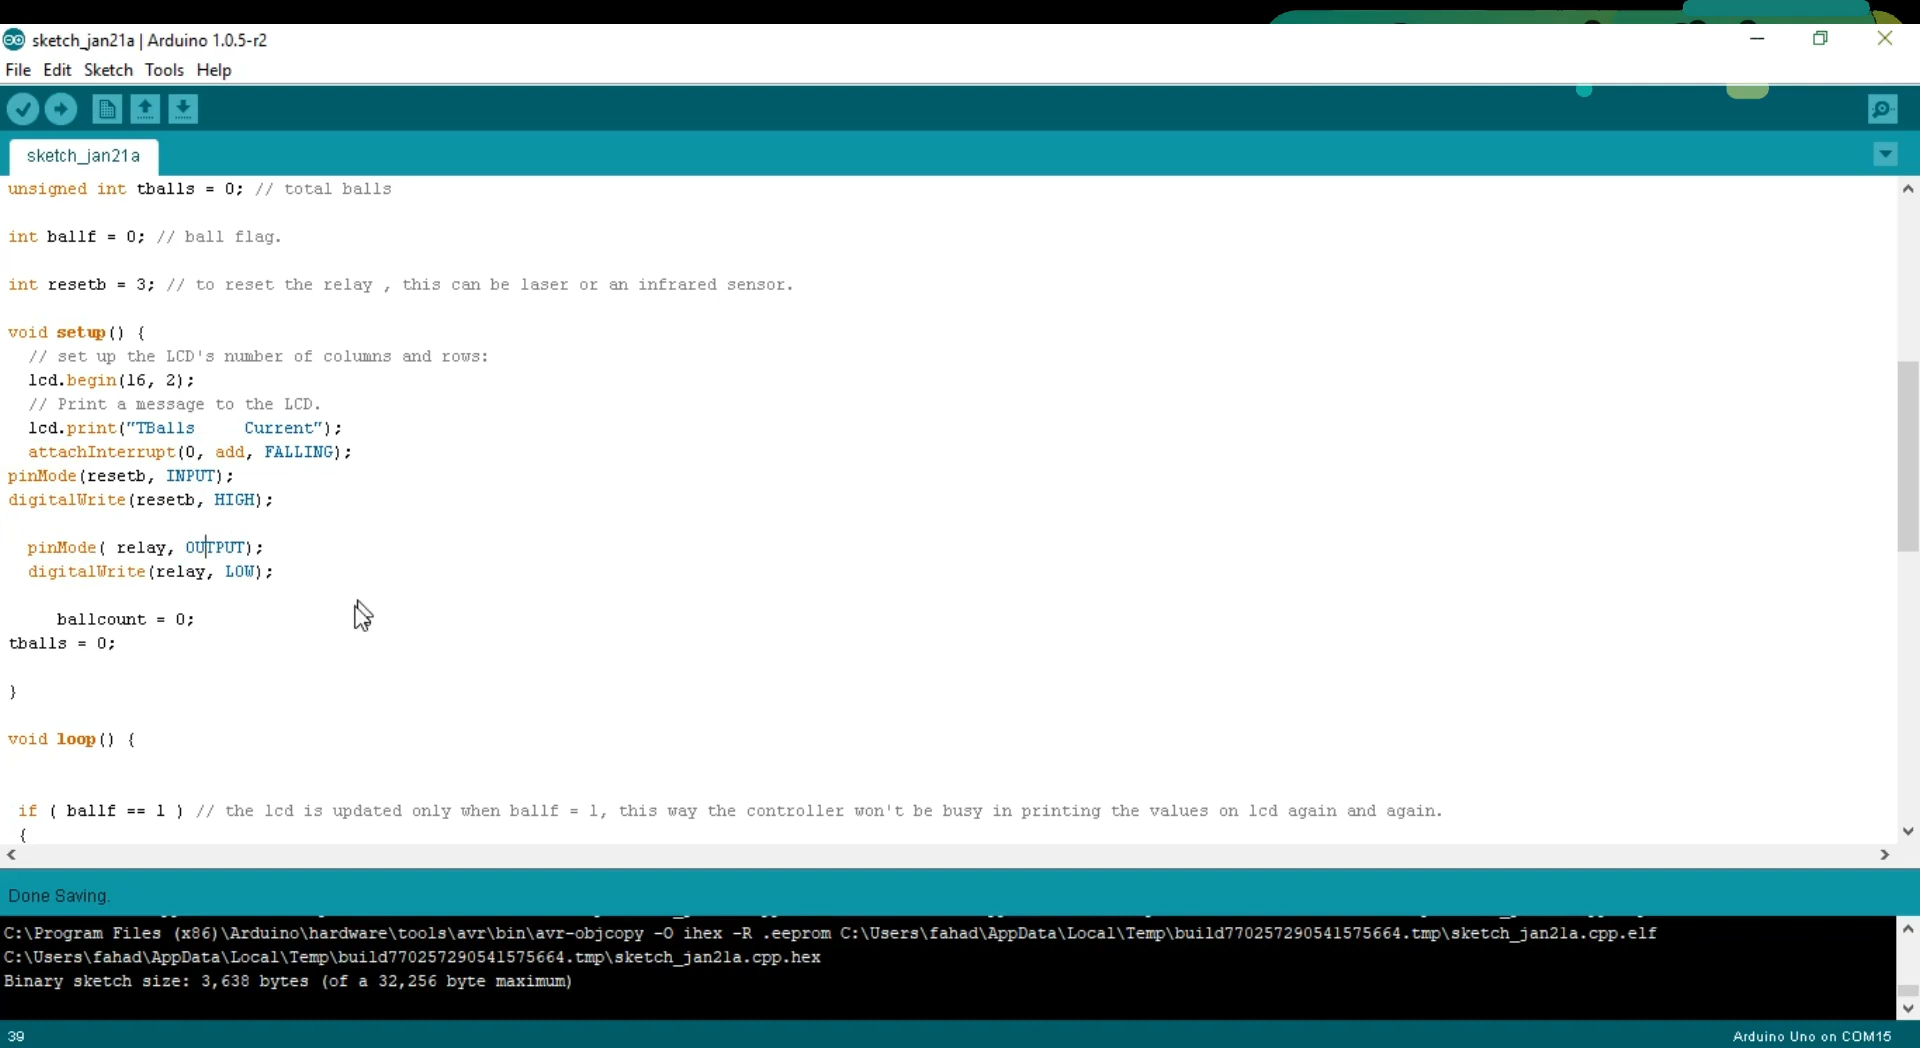 sketch_jan21a | Arduino 1.0.5-r2
File Edit Sketch Tools Help
sketch_jan21a
unsigned int tballs = 0; // total balls
int ballf = 0; // ball flag.
int resetb = 3; // to reset the relay , this can be laser or an infrared sensor.
void setup() {
// set up the LCD's number of columns and rows:
lcd.begin(16, 2);
// Print a message to the LCD.
lcd.print("TBalls     Current");
attachInterrupt(0, add, FALLING);
pinMode(resetb, INPUT);
digitalWrite(resetb, HIGH);
pinMode( relay, OUTPUT);
digitalWrite(relay, LOW);
ballcount = 0;
tballs = 0;
}
void loop() {
if ( ballf == 1 ) // the lcd is updated only when ballf = 1, this way the controller won't be busy in printing the values on lcd again and again.
{
Done Saving.
C:\Program Files (x86)\Arduino\hardware\tools\avr\bin\avr-objcopy -O ihex -R .eeprom C:\Users\fahad\AppData\Local\Temp\build770257290541575664.tmp\sketch_jan21a.cpp.elf
C:\Users\fahad\AppData\Local\Temp\build770257290541575664.tmp\sketch_jan21a.cpp.hex
Binary sketch size: 3,638 bytes (of a 32,256 byte maximum)
39
Arduino Uno on COM15